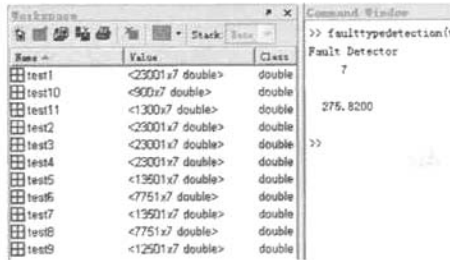 Workspace
Stack: Base
Name Value Class
test1 <23001x7 double> double
test10 <900x7 double> double
test11 <1300x7 double> double
test2 <23001x7 double> double
test3 <23001x7 double> double
test4 <23001x7 double> double
test5 <13501x7 double> double
test6 <7751x7 double> double
test7 <13501x7 double> double
test8 <7751x7 double> double
test9 <12501x7 double> double
Command Window
>> faulttypedetection(
Fault Detector
7
275.8200
>>